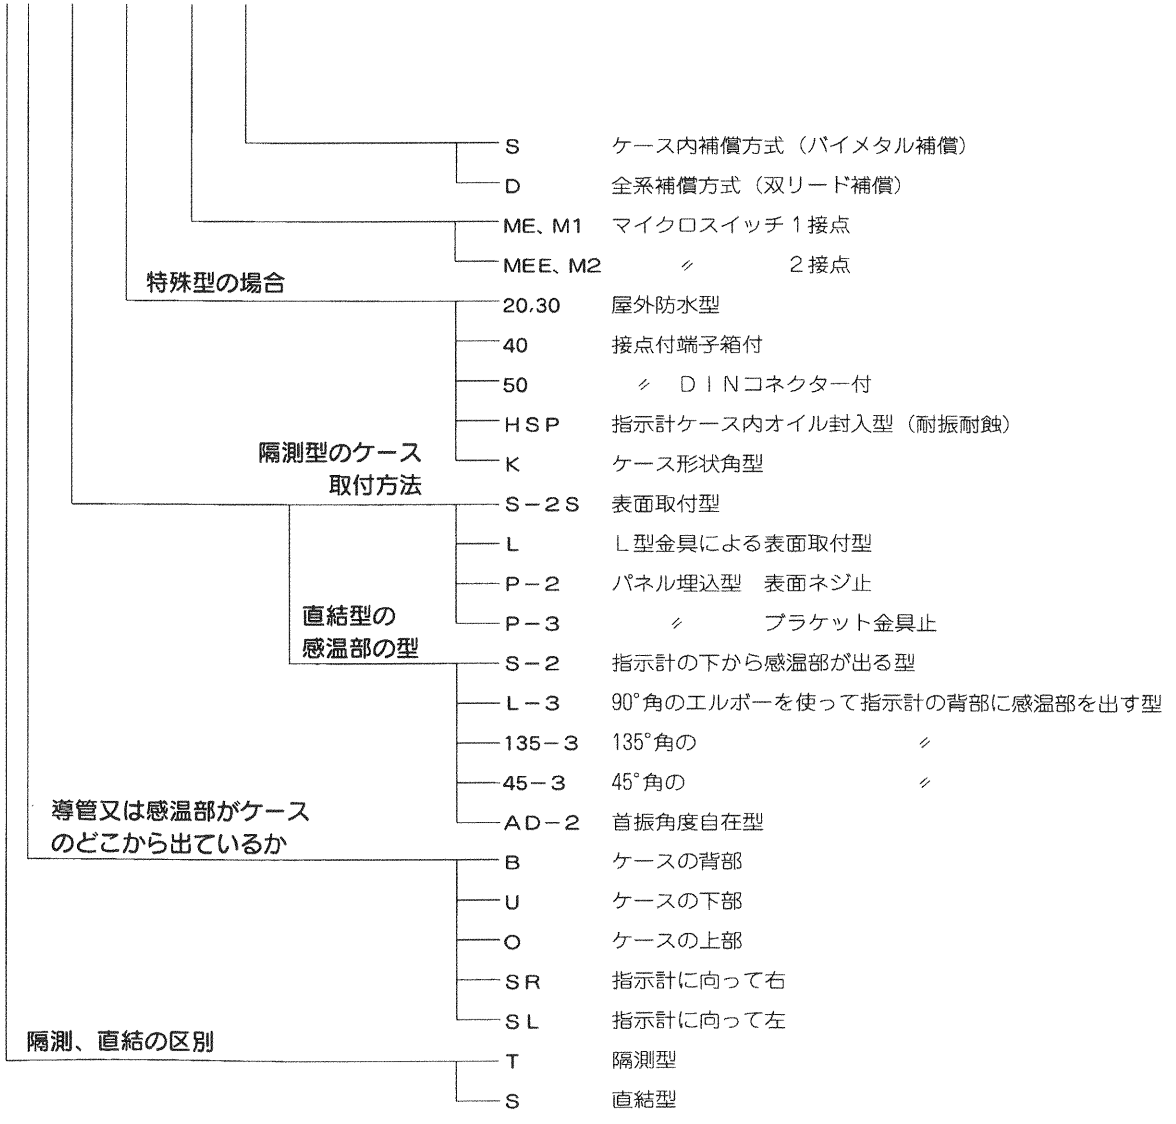 S ケース内補償方式（バイメタル補償）
D 全系補償方式（双リード補償）
ME、M1 マイクロスイッチ1接点
MEE、M2 〃 2接点
特殊型の場合
20,30 屋外防水型
40 接点付端子箱付
50 〃 DINコネクター付
HSP 指示計ケース内オイル封入型（耐振耐蝕）
隔測型のケース
取付方法
K ケース形状角型
S-2S 表面取付型
L L型金具による表面取付型
P-2 パネル埋込型 表面ネジ止
直結型の
感温部の型
P-3 〃 プラケット金具止
S-2 指示計の下から感温部が出る型
L-3 90°角のエルボーを使って指示計の背部に感温部を出す型
135-3 135°角の 〃
45-3 45°角の 〃
導管又は感温部がケース
のどこから出ているか
AD-2 首振角度自在型
B ケースの背部
U ケースの下部
O ケースの上部
SR 指示計に向って右
SL 指示計に向って左
隔測、直結の区別
T 隔測型
S 直結型